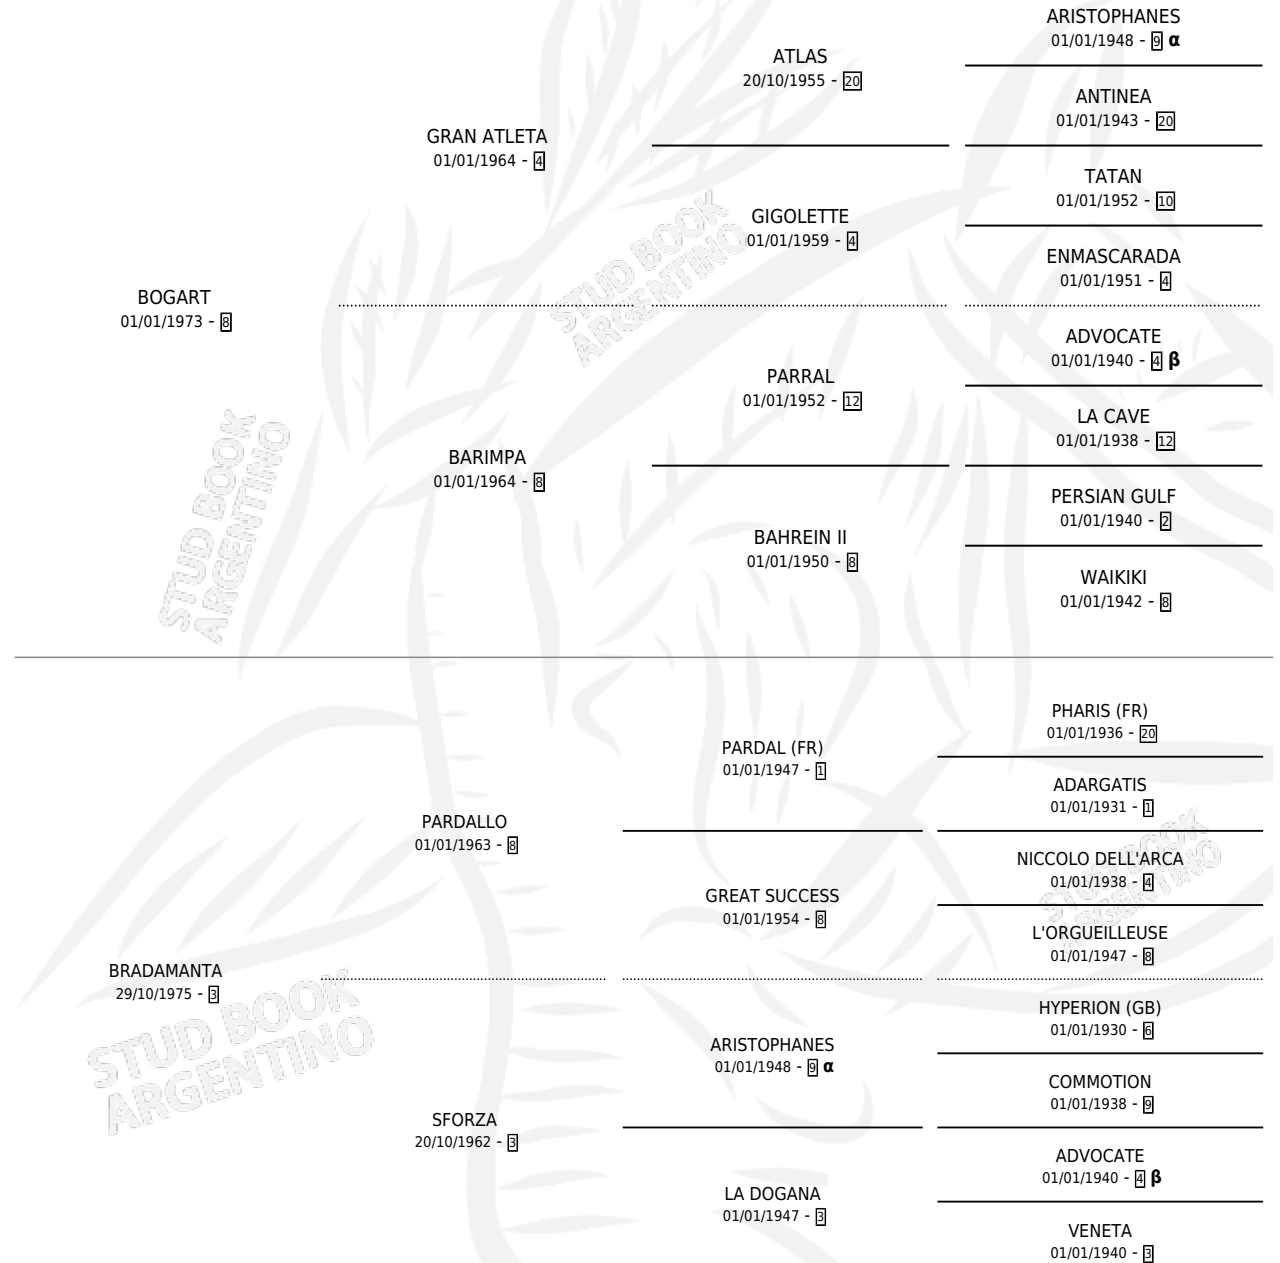 ARISTOPHANES
01/01/1948 - 9 α
ATLAS
20/10/1955 - 20
ANTINEA
01/01/1943 - 20
GRAN ATLETA
01/01/1964 - 4
TATAN
01/01/1952 - 10
GIGOLETTE
01/01/1959 - 4
ENMASCARADA
01/01/1951 - 4
BOGART
01/01/1973 - 8
ADVOCATE
01/01/1940 - 4 β
PARRAL
01/01/1952 - 12
LA CAVE
01/01/1938 - 12
BARIMPA
01/01/1964 - 8
PERSIAN GULF
01/01/1940 - 2
BAHREIN II
01/01/1950 - 8
WAIKIKI
01/01/1942 - 8
STUD BOOK
ARGENTINO
STUD BOOK
ARGENTINO
PHARIS (FR)
01/01/1936 - 20
PARDAL (FR)
01/01/1947 - 1
ADARGATIS
01/01/1931 - 1
PARDALLO
01/01/1963 - 8
NICCOLO DELL'ARCA
01/01/1938 - 4
GREAT SUCCESS
01/01/1954 - 8
L'ORGUEILLEUSE
01/01/1947 - 8
BRADAMANTA
29/10/1975 - 3
HYPERION (GB)
01/01/1930 - 6
ARISTOPHANES
01/01/1948 - 9 α
COMMOTION
01/01/1938 - 9
SFORZA
20/10/1962 - 3
ADVOCATE
01/01/1940 - 4 β
LA DOGANA
01/01/1947 - 3
VENETA
01/01/1940 - 3
STUD BOOK
ARGENTINO
STUD BOOK
ARGENTINO